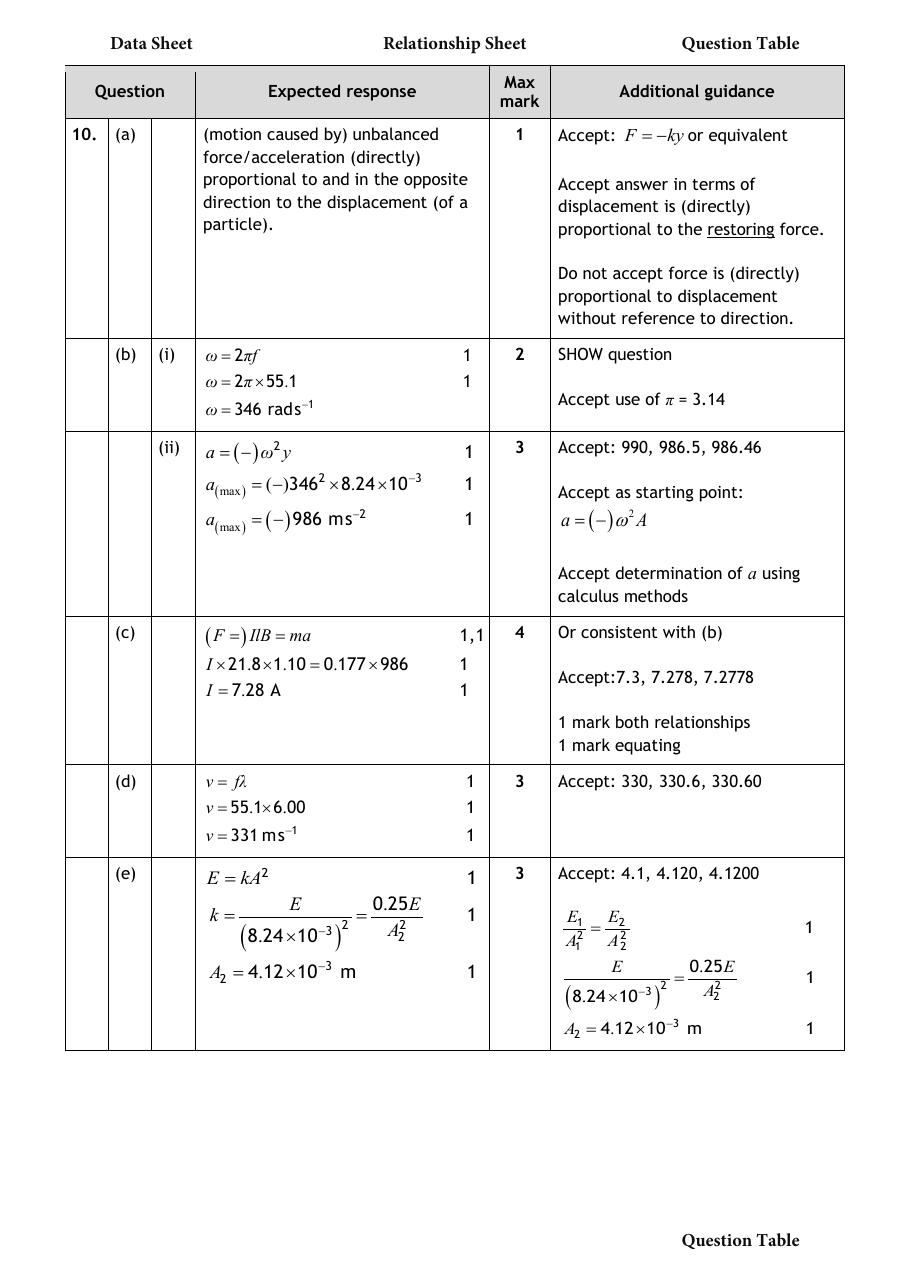 Data Sheet Relationship Sheet Question Table
Question Expected response Max mark Additional guidance
10. (a) (motion caused by) unbalanced
force/acceleration (directly)
proportional to and in the opposite
direction to the displacement (of a
particle).
1
Accept: F = −ky or equivalent
Accept answer in terms of
displacement is (directly)
proportional to the restoring force.
Do not accept force is (directly)
proportional to displacement
without reference to direction.
(b) (i) ω = 2πf 1
ω = 2π × 55.1 1
ω = 346 rads⁻¹
2
SHOW question
Accept use of π = 3.14
(ii) a = (−)ω²y 1
a(max) = (−)346² × 8.24 × 10⁻³ 1
a(max) = (−)986 ms⁻² 1
3
Accept: 990, 986.5, 986.46
Accept as starting point:
a = (−)ω²A
Accept determination of a using
calculus methods
(c) (F =)IlB = ma 1,1
I × 21.8 × 1.10 = 0.177 × 986 1
I = 7.28 A 1
4
Or consistent with (b)
Accept:7.3, 7.278, 7.2778
1 mark both relationships
1 mark equating
(d) v = fλ 1
v = 55.1 × 6.00 1
v = 331 ms⁻¹ 1
3
Accept: 330, 330.6, 330.60
(e) E = kA² 1
k = E / (8.24 × 10⁻³)² = 0.25E / A₂² 1
A₂ = 4.12 × 10⁻³ m 1
3
Accept: 4.1, 4.120, 4.1200
E₁ / A₁² = E₂ / A₂² 1
E / (8.24 × 10⁻³)² = 0.25E / A₂² 1
A₂ = 4.12 × 10⁻³ m 1
Question Table